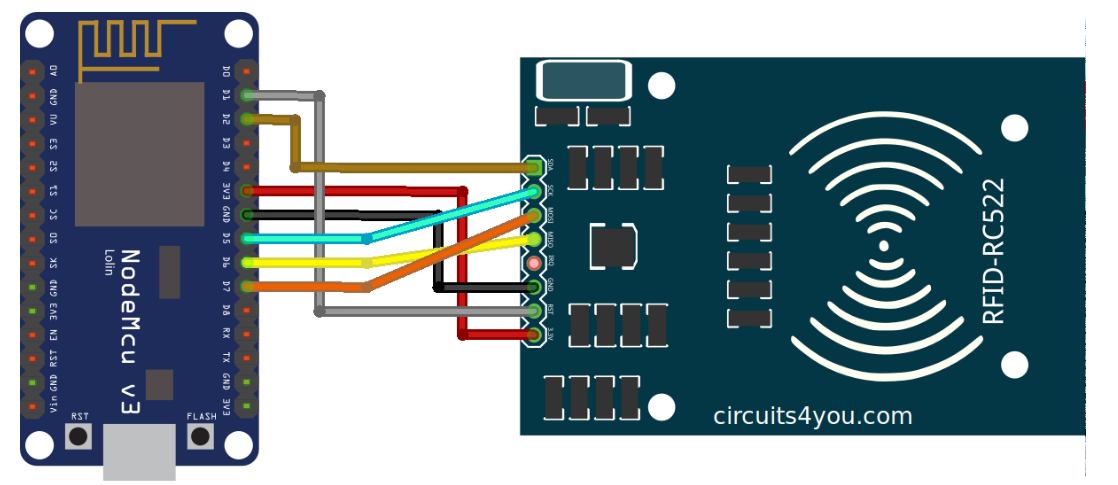 A0
GND
VU
S3
S2
S1
SC
S0
SK
GND
3V3
EN
RST
GND
Vin
D0
D1
D2
D3
D4
3V3
GND
D5
D6
D7
D8
RX
TX
GND
3V3
NodeMcu v3
Lolin
RST
FLASH
SDA
SCK
MOSI
MISO
IRQ
GND
RST
3.3V
RFID-RC522
circuits4you.com